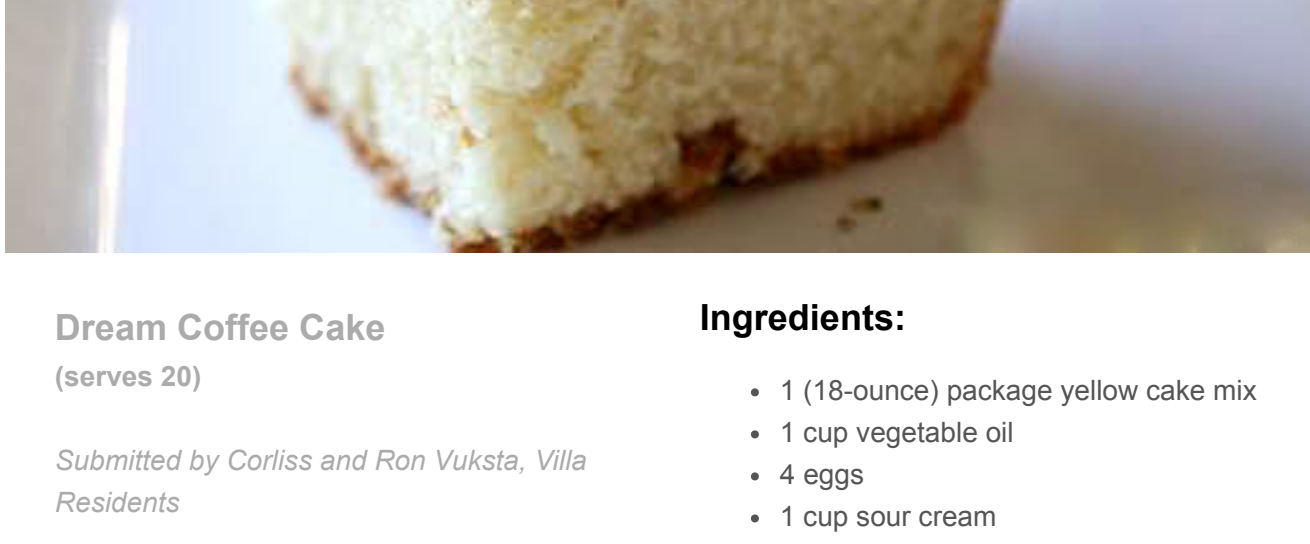 Dream Coffee Cake
(serves 20)
Submitted by Corliss and Ron Vuksta, Villa
Residents
Ingredients:
• 1 (18-ounce) package yellow cake mix
• 1 cup vegetable oil
• 4 eggs
• 1 cup sour cream